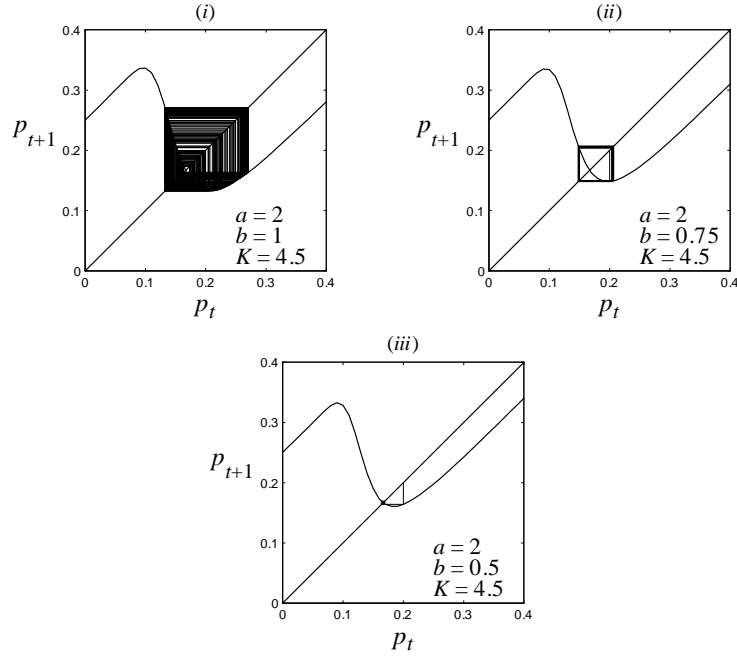 (i)
0.4
0.3
0.2
0.1
0
p_{t+1}
a = 2
b = 1
K = 4.5
0 0.1 0.2 0.3 0.4
p_t
(ii)
0.4
0.3
0.2
0.1
0
p_{t+1}
a = 2
b = 0.75
K = 4.5
0 0.1 0.2 0.3 0.4
p_t
(iii)
0.4
0.3
0.2
0.1
0
p_{t+1}
a = 2
b = 0.5
K = 4.5
0 0.1 0.2 0.3 0.4
p_t